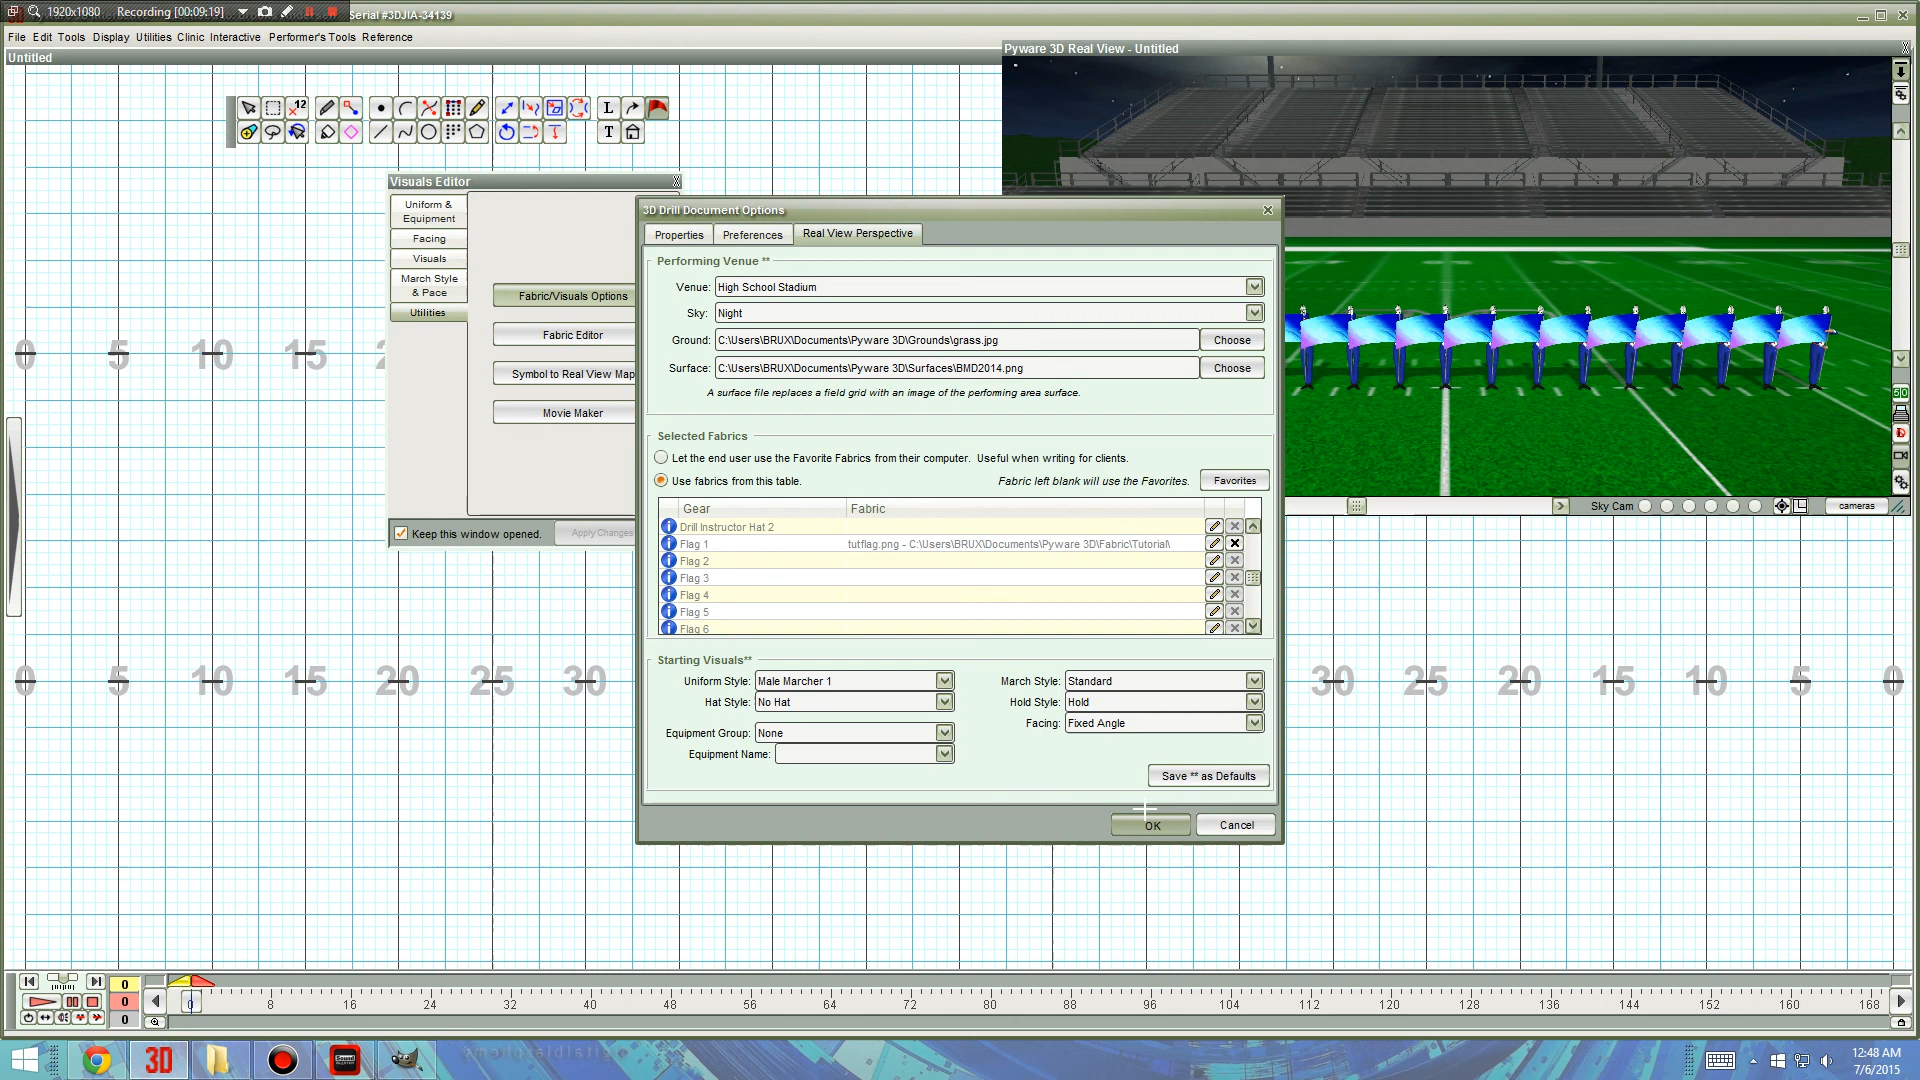 1920x1080 Recording [00:09:19] Serial #3DJIA-34139
File Edit Tools Display Utilities Clinic Interactive Performer's Tools Reference
Untitled
Pyware 3D Real View - Untitled
12
L
T
Visuals Editor X
Uniform &
Equipment
Facing
Visuals
March Style
& Pace
Utilities
Fabric/Visuals Options
Fabric Editor
Symbol to Real View Map
Movie Maker
Keep this window opened. Apply Changes
3D Drill Document Options
Properties Preferences Real View Perspective
Performing Venue **
Venue: High School Stadium
Sky: Night
Ground: C:\Users\BRUX\Documents\Pyware 3D\Grounds\grass.jpg Choose
Surface: C:\Users\BRUX\Documents\Pyware 3D\Surfaces\BMD2014.png Choose
A surface file replaces a field grid with an image of the performing area surface.
Selected Fabrics
Let the end user use the Favorite Fabrics from their computer. Useful when writing for clients.
Use fabrics from this table. Fabric left blank will use the Favorites. Favorites
Gear Fabric
Drill Instructor Hat 2
Flag 1 tutflag.png - C:\Users\BRUX\Documents\Pyware 3D\Fabric\Tutorial\
Flag 2
Flag 3
Flag 4
Flag 5
Flag 6
Starting Visuals**
Uniform Style: Male Marcher 1 March Style: Standard
Hat Style: No Hat Hold Style: Hold
Facing: Fixed Angle
Equipment Group: None
Equipment Name:
Save ** as Defaults
OK Cancel
50
Sky Cam cameras
0 5 10 15 2
0 5 10 15 20 25 30 30 25 20 15 10 5 0
0
0
0
0 8 16 24 32 40 48 56 64 72 80 88 96 104 112 120 128 136 144 152 160 168
3D
12:48 AM
7/6/2015